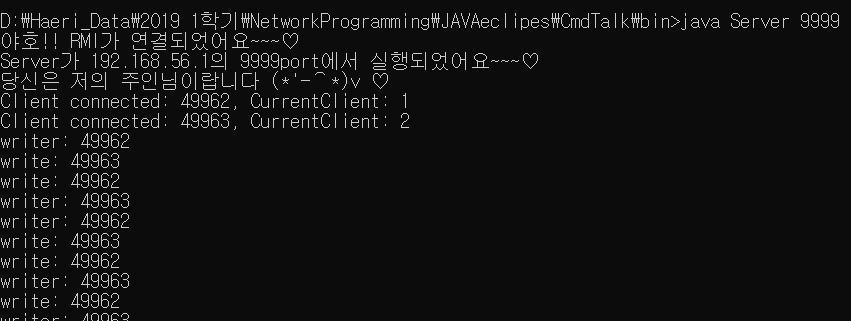 D:\Haeri_Data\2019 1학기\NetworkProgramming\JAVAeclipes\CmdTalk\bin>java Server 9999
야호!! RMI가 연결되었어요~~~♡
Server가 192.168.56.1의 9999port에서 실행되었어요~~~♡
당신은 저의 주인님이랍니다 (*'-^*)v ♡
Client connected: 49962, CurrentClient: 1
Client connected: 49963, CurrentClient: 2
writer: 49962
write: 49963
write: 49962
writer: 49963
writer: 49962
write: 49963
write: 49962
writer: 49963
write: 49962
writer: 49963